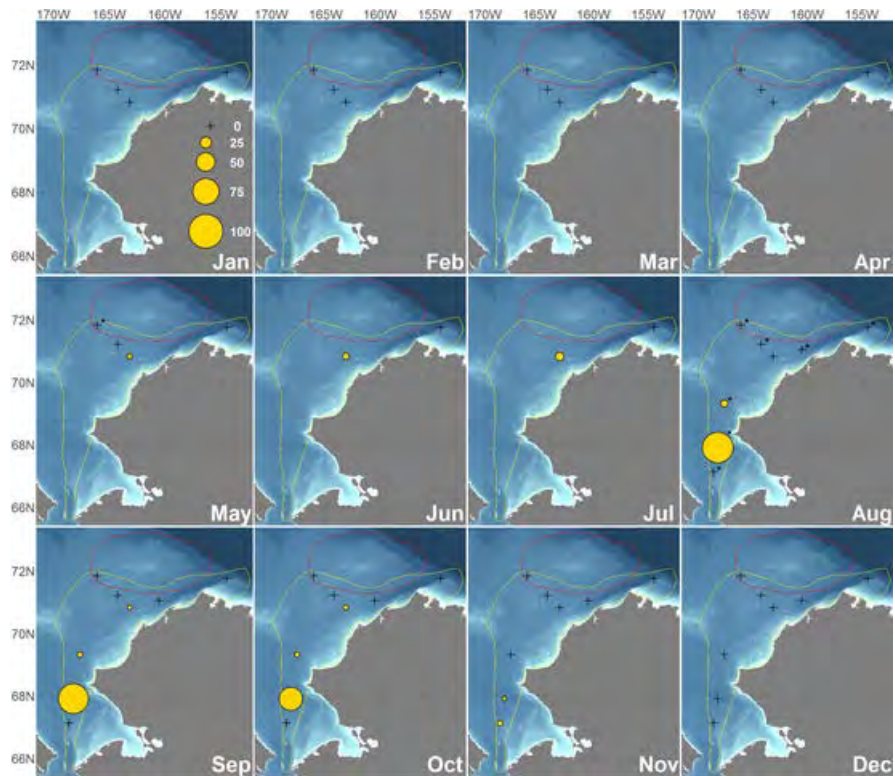 170W 165W 160W 155W 170W 165W 160W 155W 170W 165W 160W 155W 170W 165W 160W 155W
72N
70N
0
25
50
68N
75
100
66N
Jan Feb Mar Apr
72N
70N
68N
66N
May Jun Jul Aug
72N
70N
68N
66N
Sep Oct Nov Dec